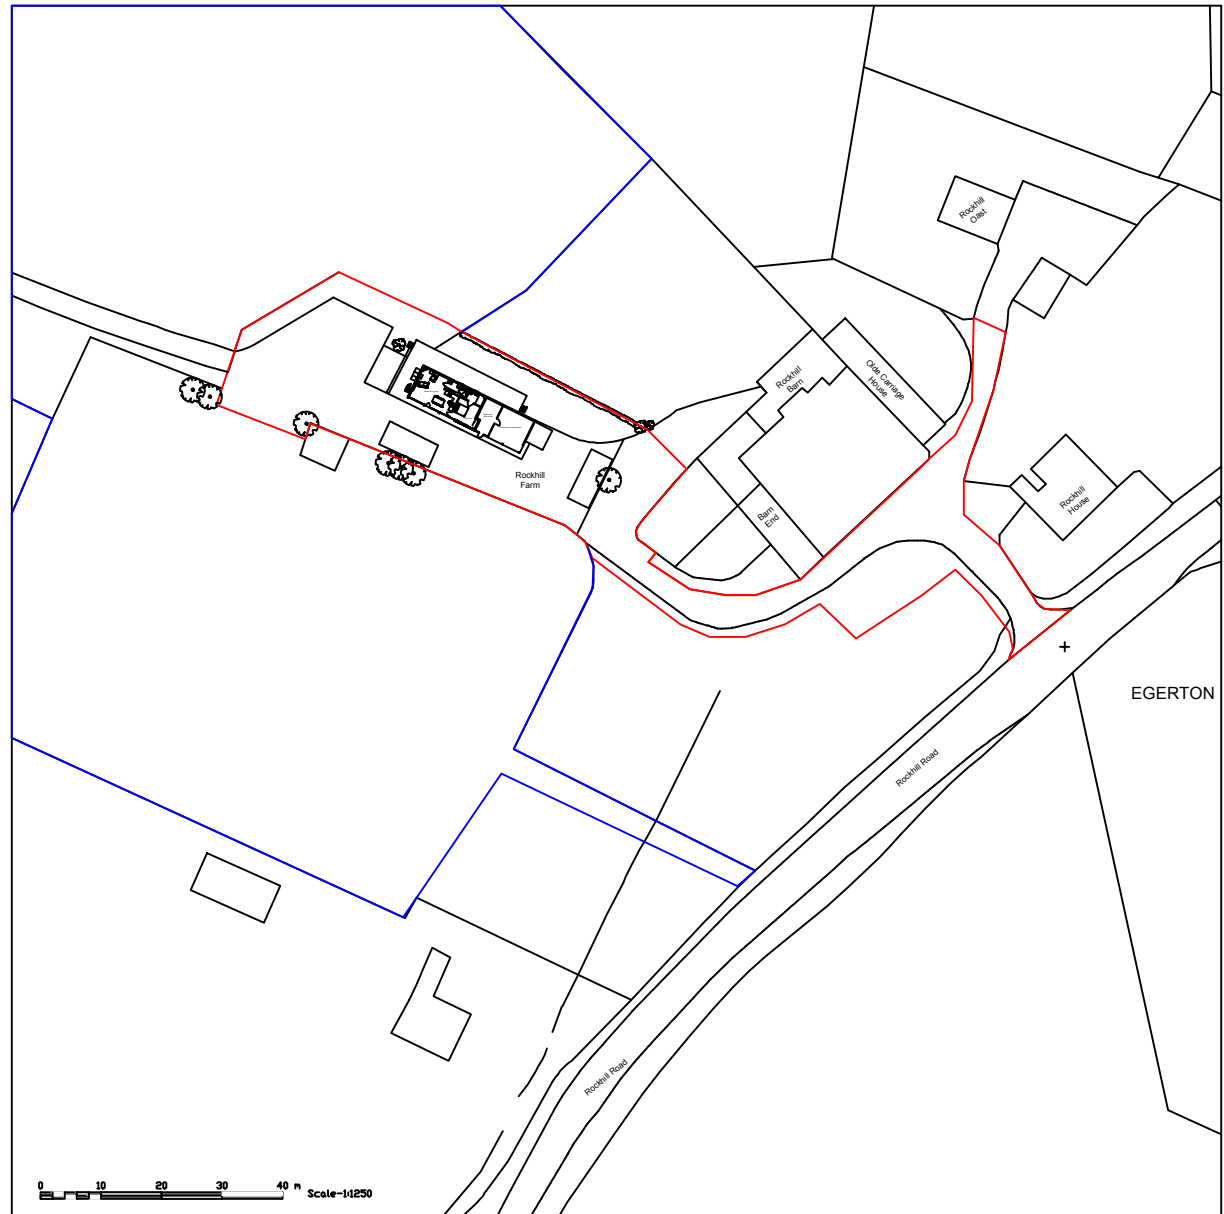 Rockhill
Oast
Olde Carriage
House
Rockhill
Barn
Rockhill
Farm
Rockhill
House
Barn
End
EGERTON
Rockhill Road
Rockhill Road
0 10 20 30 40 m Scale-1:1250